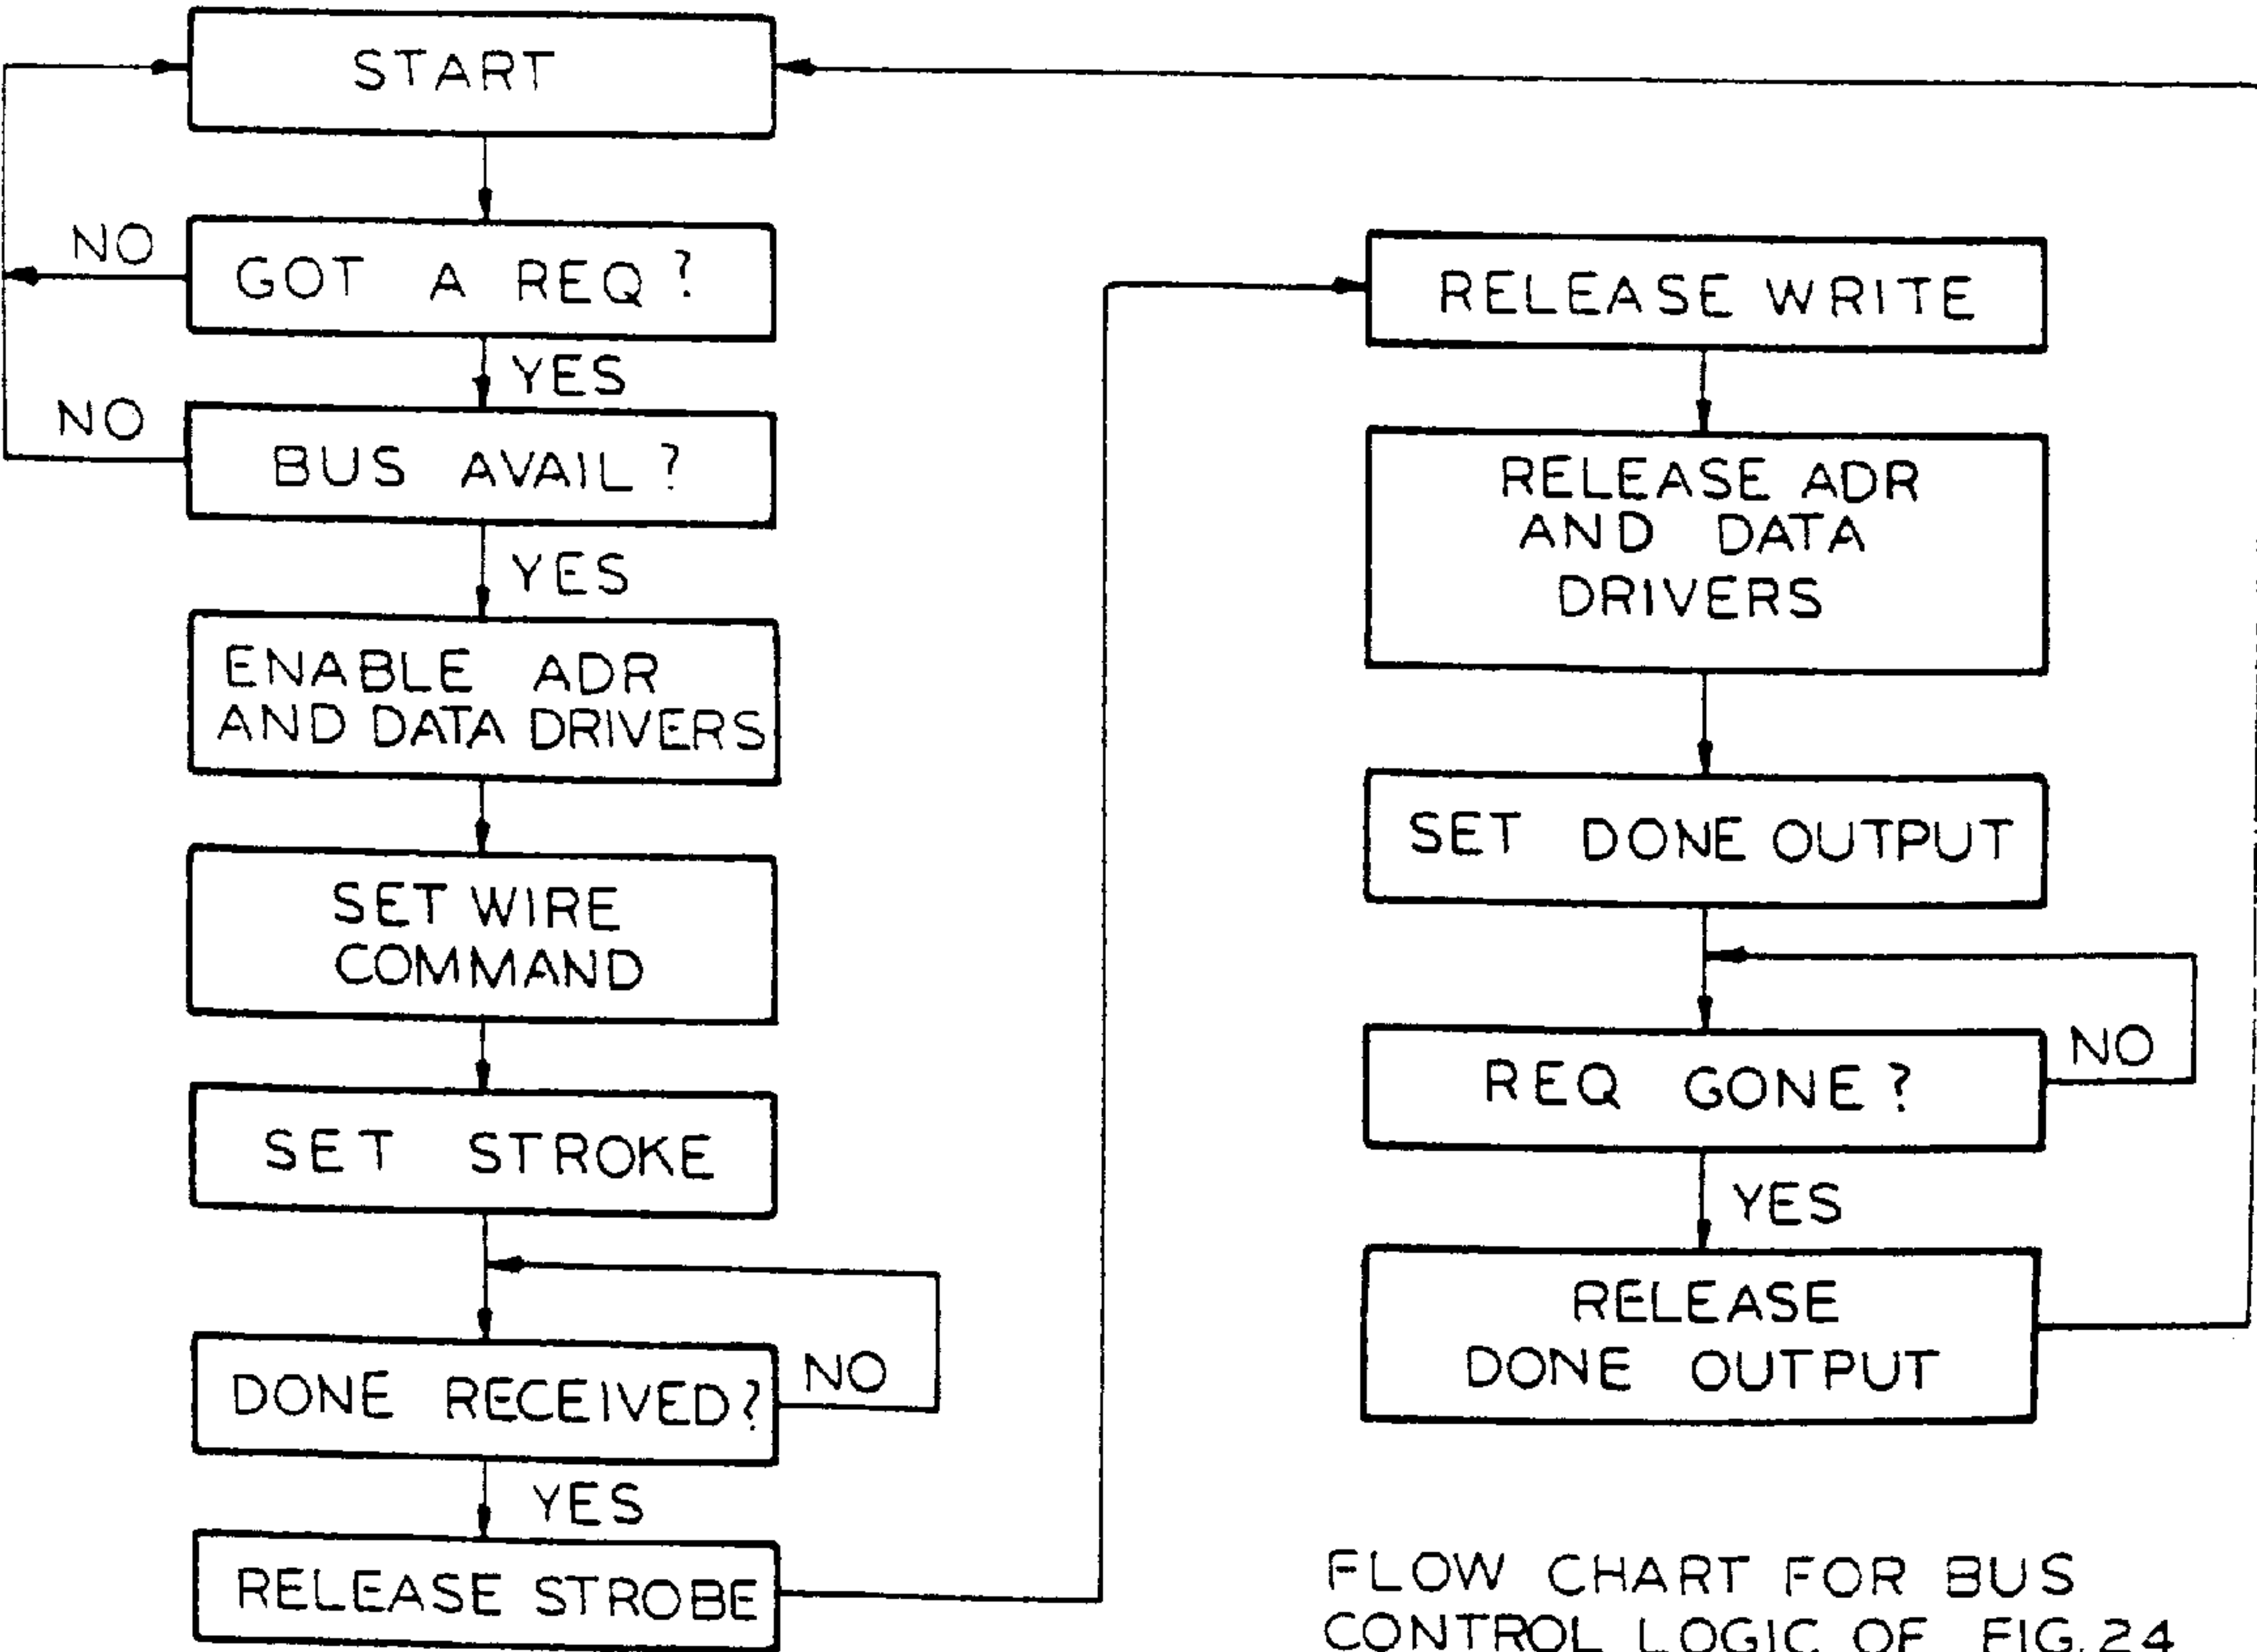 START
NO
GOT A REQ?
YES
NO
BUS AVAIL?
YES
ENABLE ADR
AND DATA DRIVERS
SET WIRE
COMMAND
SET STROKE
DONE RECEIVED?
NO
YES
RELEASE STROBE
RELEASE WRITE
RELEASE ADR
AND DATA
DRIVERS
SET DONE OUTPUT
REQ GONE?
NO
YES
RELEASE
DONE OUTPUT
FLOW CHART FOR BUS
CONTROL LOGIC OF FIG. 24